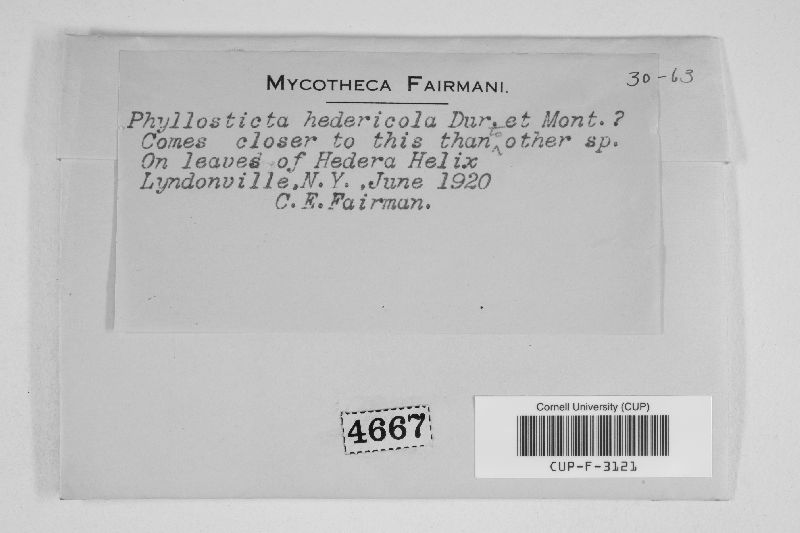 MYCOTHECA FAIRMANI.
30-63
Phyllosticta hedericola Dur. et Mont. ?
Comes closer to this than to other sp.
On leaves of Hedera Helix
Lyndonville, N. Y. , June 1920
C. E. Fairman.
4667
Cornell University (CUP)
CUP-F-3121